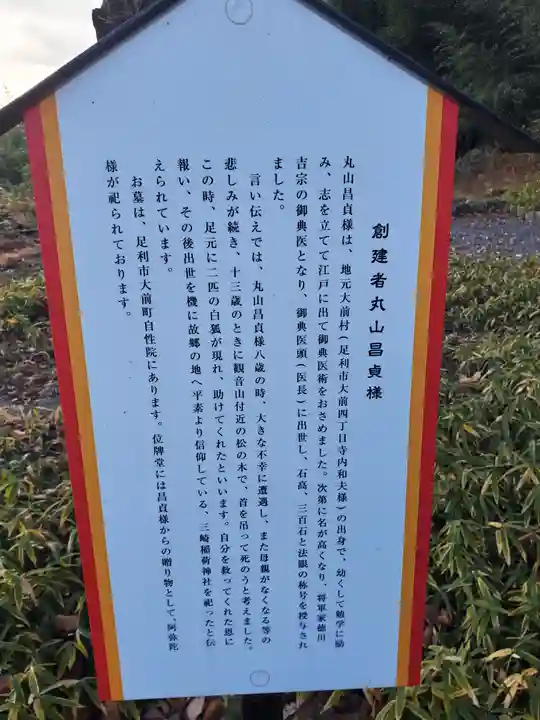 創建者丸山昌貞様
丸山昌貞様は、地元大前村(足利市大前四丁目寺内和夫様)の出身で、幼くして勉学に励
み、志を立てて江戸に出て御典医術をおさめました。次第に名が高くなり、将軍家徳川
吉宗の御典医となり、御典医頭(医長)に出世し、石高、三百石と法眼の称号を授与され
ました。
言い伝えでは、丸山昌貞様八歳の時、大きな不幸に遭遇し、また母親がなくなる等の
悲しみが続き、十三歳のときに観音山付近の松の木で、首を吊って死のうと考えました。
この時、足元に二匹の白狐が現れ、助けてくれたといいます。自分を救ってくれた恩に
報い、その後出世を機に故郷の地へ平素より信仰している、三崎稲荷神社を祀ったと伝
えられています。
お墓は、足利市大前町自性院にあります。位牌堂には昌貞様からの贈り物として、阿弥陀
様が祀られております。